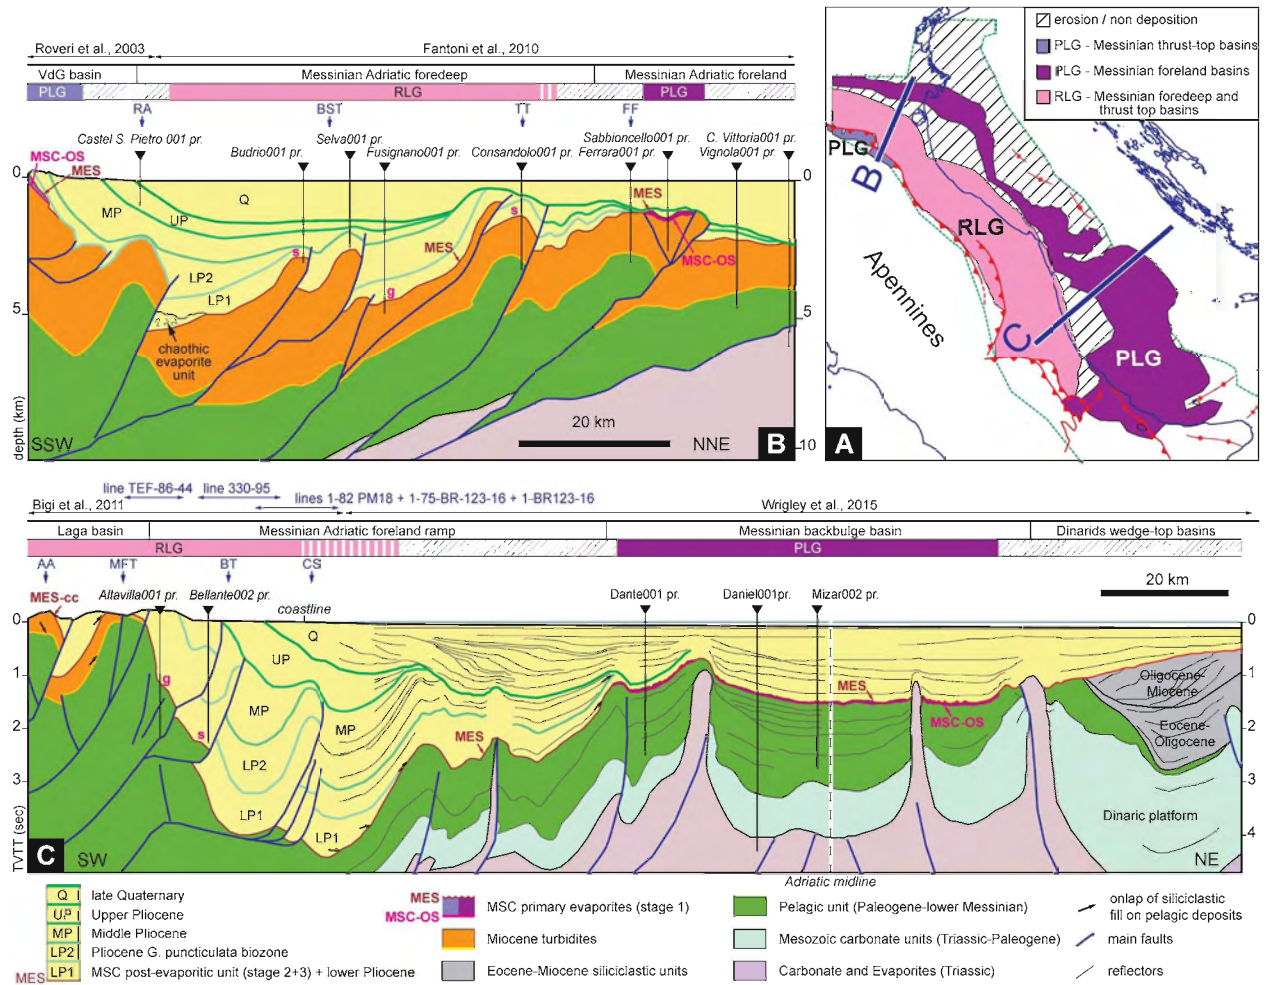 B
Roveri et al., 2003
Fantoni et al., 2010
VdG basin
Messinian Adriatic foredeep
Messinian Adriatic foreland
PLG
RLG
PLG
RA
BST
TT
FF
Castel S. Pietro 001 pr.
Selva001 pr.
Sabbioncello001 pr.
C. Vittoria001 pr.
Budrio001 pr.
Fusignano001 pr.
Consandolo001 pr.
Ferrara001 pr.
Vignola001 pr.
MSC-OS
MES
0
0
MES
Q
MP
UP
s
s
MES
MSC-OS
LP2
LP1
g
5
5
chaothic
evaporite
unit
20 km
depth (km)
SSW
NNE
B
10
erosion / non deposition
PLG - Messinian thrust-top basins
PLG - Messinian foreland basins
RLG - Messinian foredeep and
thrust top basins
PLG
B
RLG
Apennines
C
PLG
A
line TEF-86-44
line 330-95
lines 1-82 PM18 + 1-75-BR-123-16 + 1-BR123-16
Bigi et al., 2011
Wrigley et al., 2015
Laga basin
Messinian Adriatic foreland ramp
Messinian backbulge basin
Dinarids wedge-top basins
RLG
PLG
AA
MFT
BT
CS
20 km
MES-cc
Altavilla001 pr.
Bellante002 pr.
coastline
Dante001 pr.
Daniel001pr.
Mizar002 pr.
0
0
Q
UP
1
1
g
MP
MES
Oligocene-
Miocene
MSC-OS
2
2
s
MP
MES
Eocene-
Oligocene
LP2
3
3
LP1
LP1
Dinaric platform
4
TVTT (sec)
C
SW
NE
Adriatic midline
Q
late Quaternary
UP
Upper Pliocene
MP
Middle Pliocene
LP2
Pliocene G. puncticulata biozone
MES
LP1
MSC post-evaporitic unit (stage 2+3) + lower Pliocene
MES
MSC-OS
MSC primary evaporites (stage 1)
Miocene turbidites
Eocene-Miocene siliciclastic units
Pelagic unit (Paleogene-lower Messinian)
Mesozoic carbonate units (Triassic-Paleogene)
Carbonate and Evaporites (Triassic)
onlap of siliciclastic
fill on pelagic deposits
main faults
reflectors